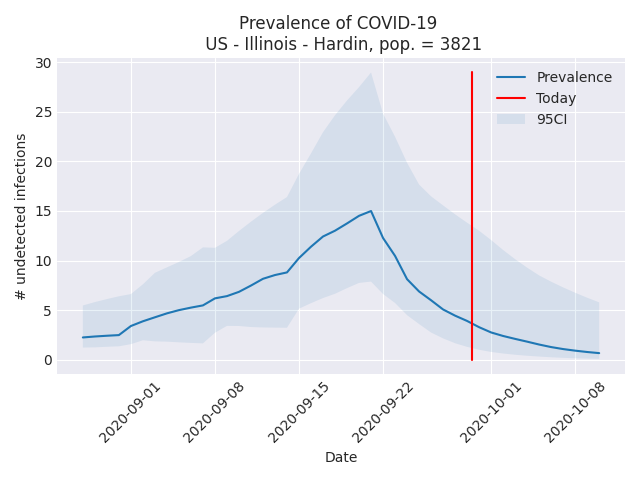 Prevalence of COVID-19
US - Illinois - Hardin, pop. = 3821
Prevalence
Today
95CI
# undetected infections
30
25
20
15
10
5
0
2020-09-01
2020-09-08
2020-09-15
2020-09-22
2020-10-01
2020-10-08
Date